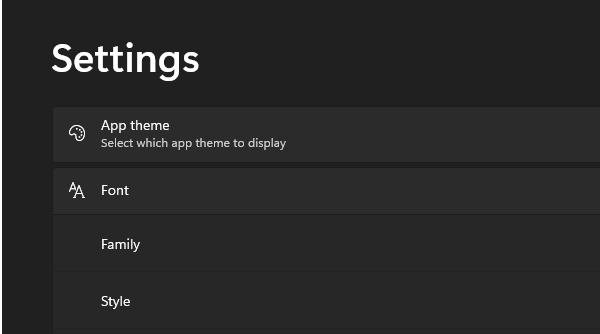 Settings
App theme
Select which app theme to display
Font
Family
Style